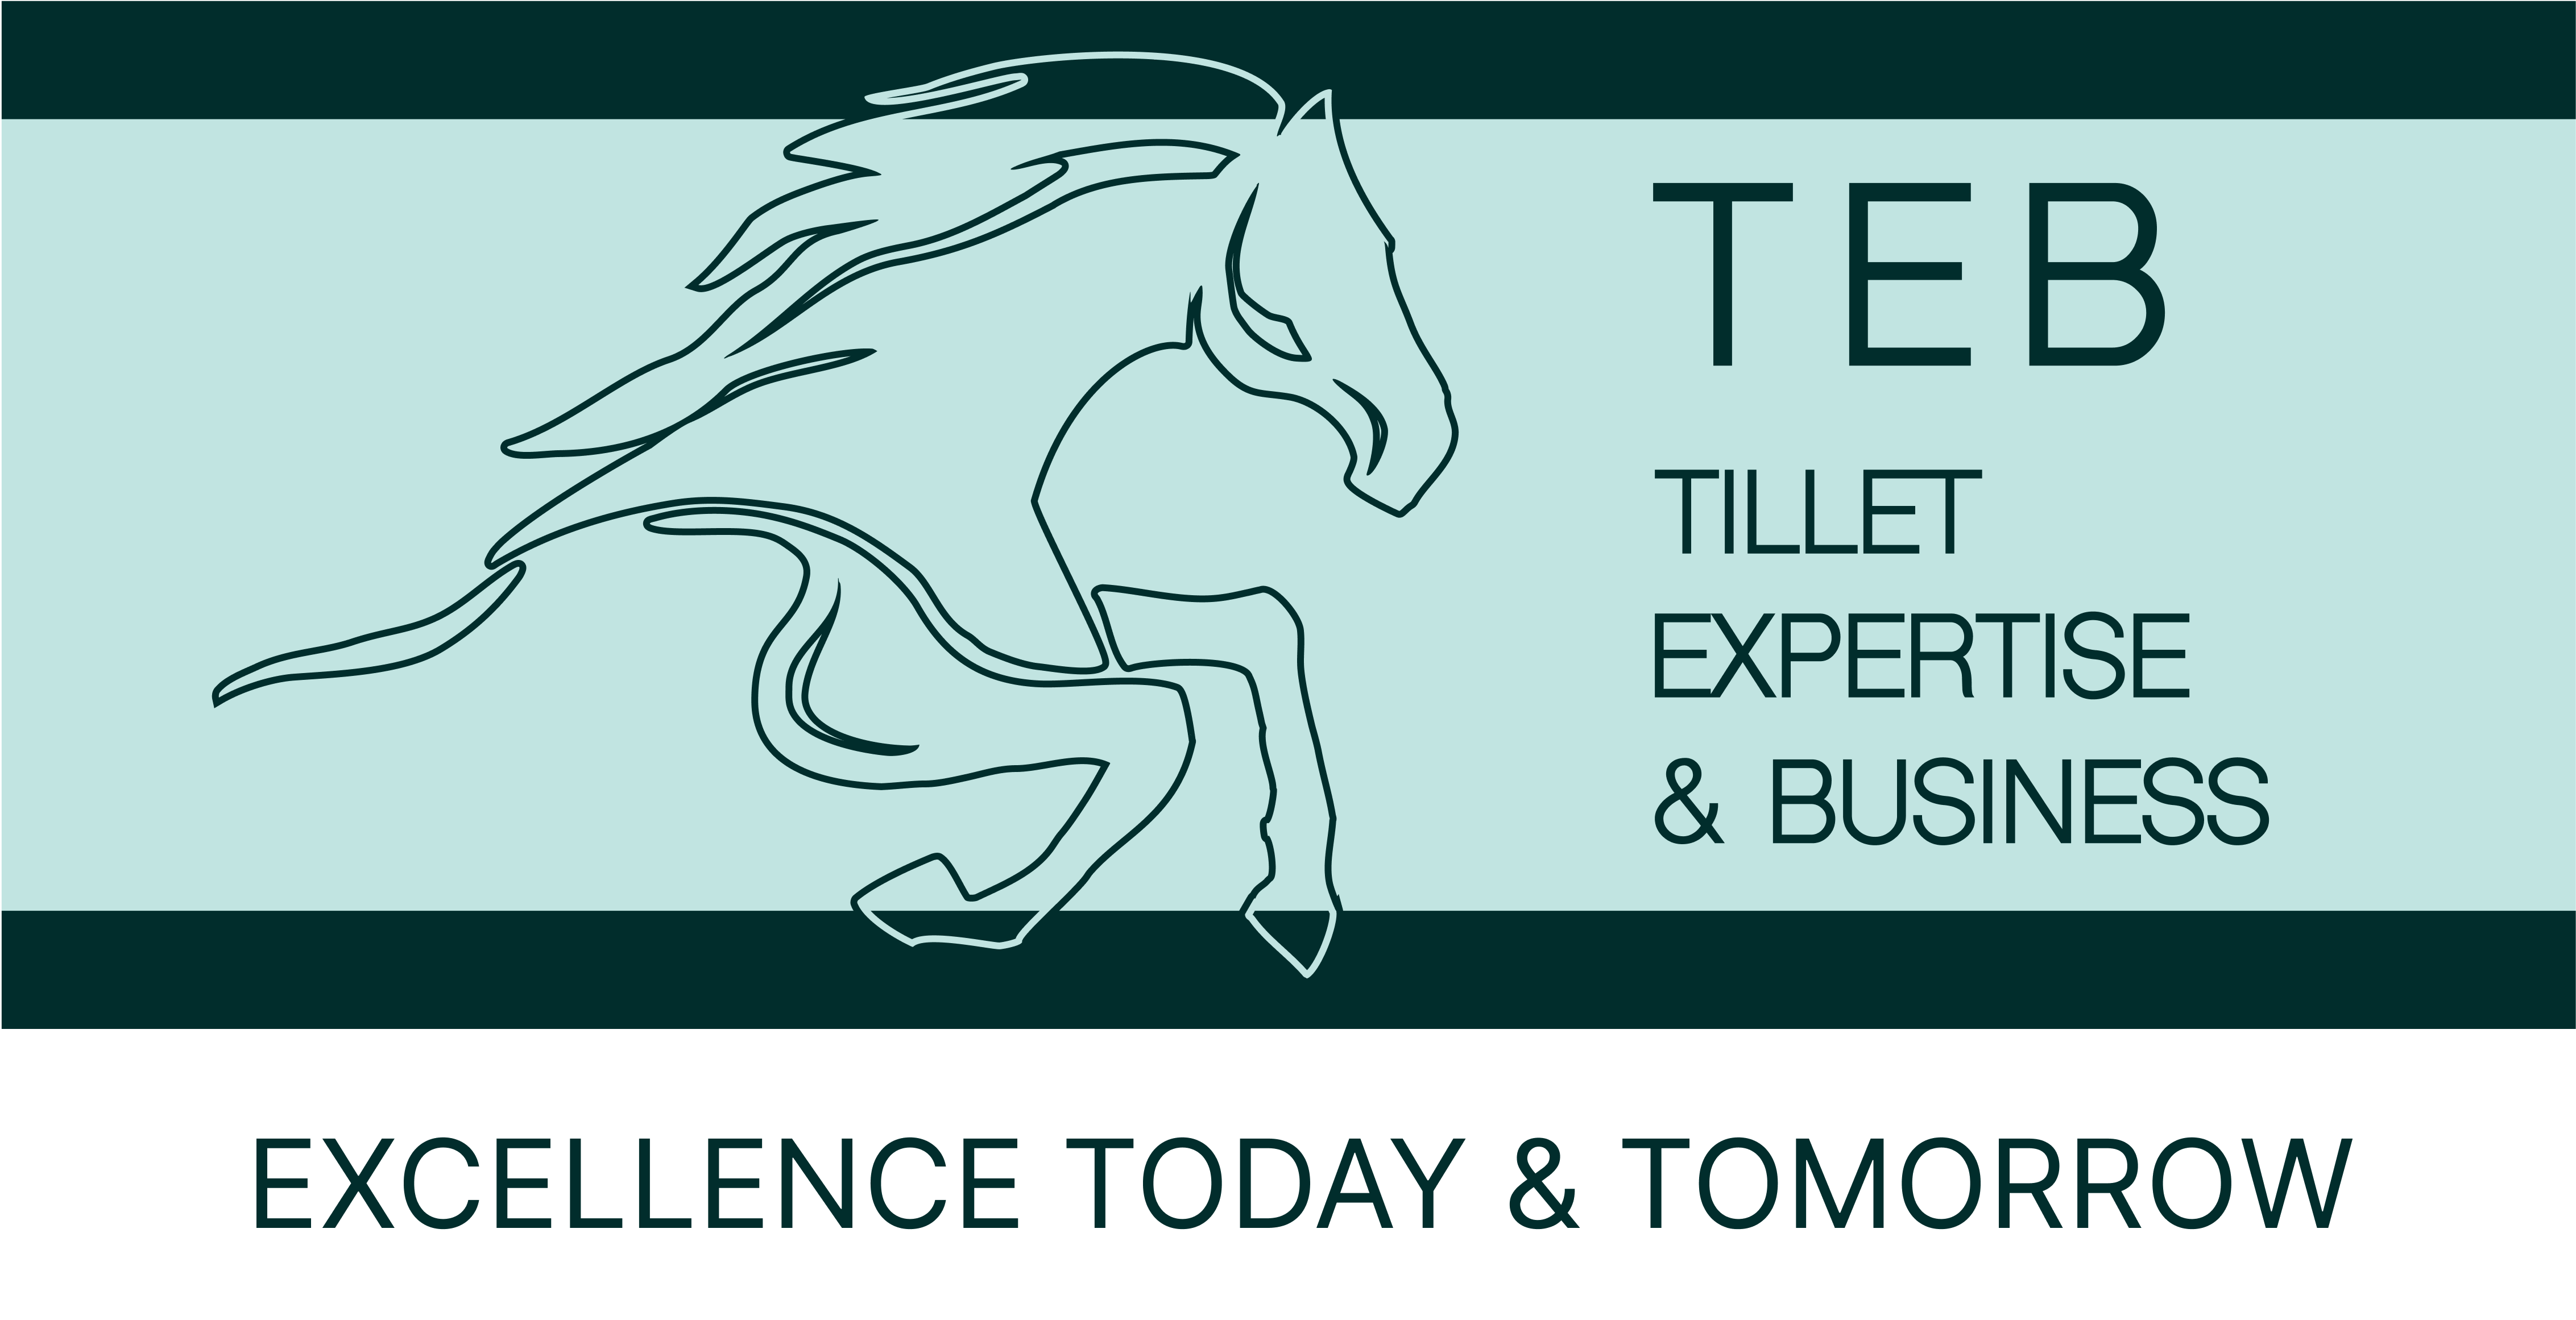 TEB
TILLET
EXPERTISE
& BUSINESS
EXCELLENCE TODAY & TOMORROW